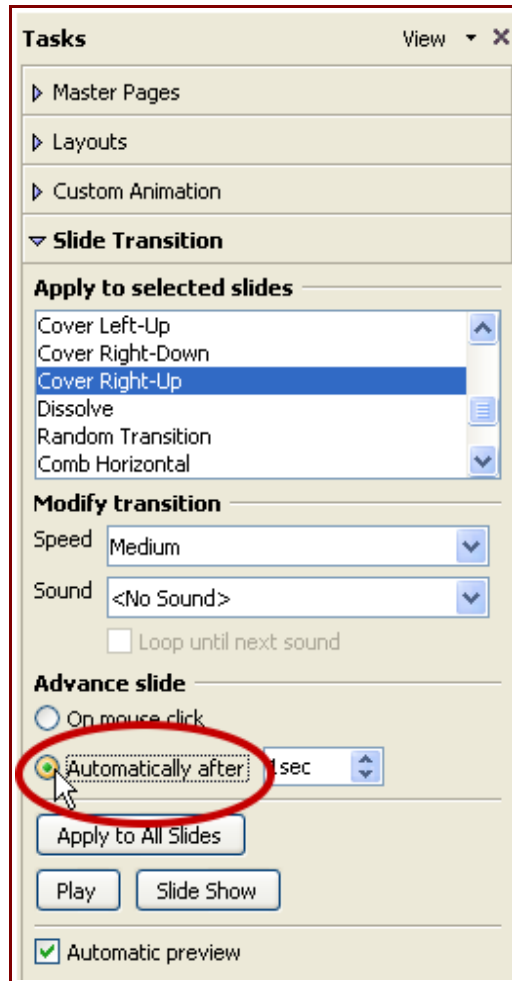 Tasks View
Master Pages
Layouts
Custom Animation
Slide Transition
Apply to selected slides
Cover Left-Up
Cover Right-Down
Cover Right-Up
Dissolve
Random Transition
Comb Horizontal
Modify transition
Speed Medium
Sound <No Sound>
Loop until next sound
Advance slide
On mouse click
Automatically after 1sec
Apply to All Slides
Play Slide Show
Automatic preview